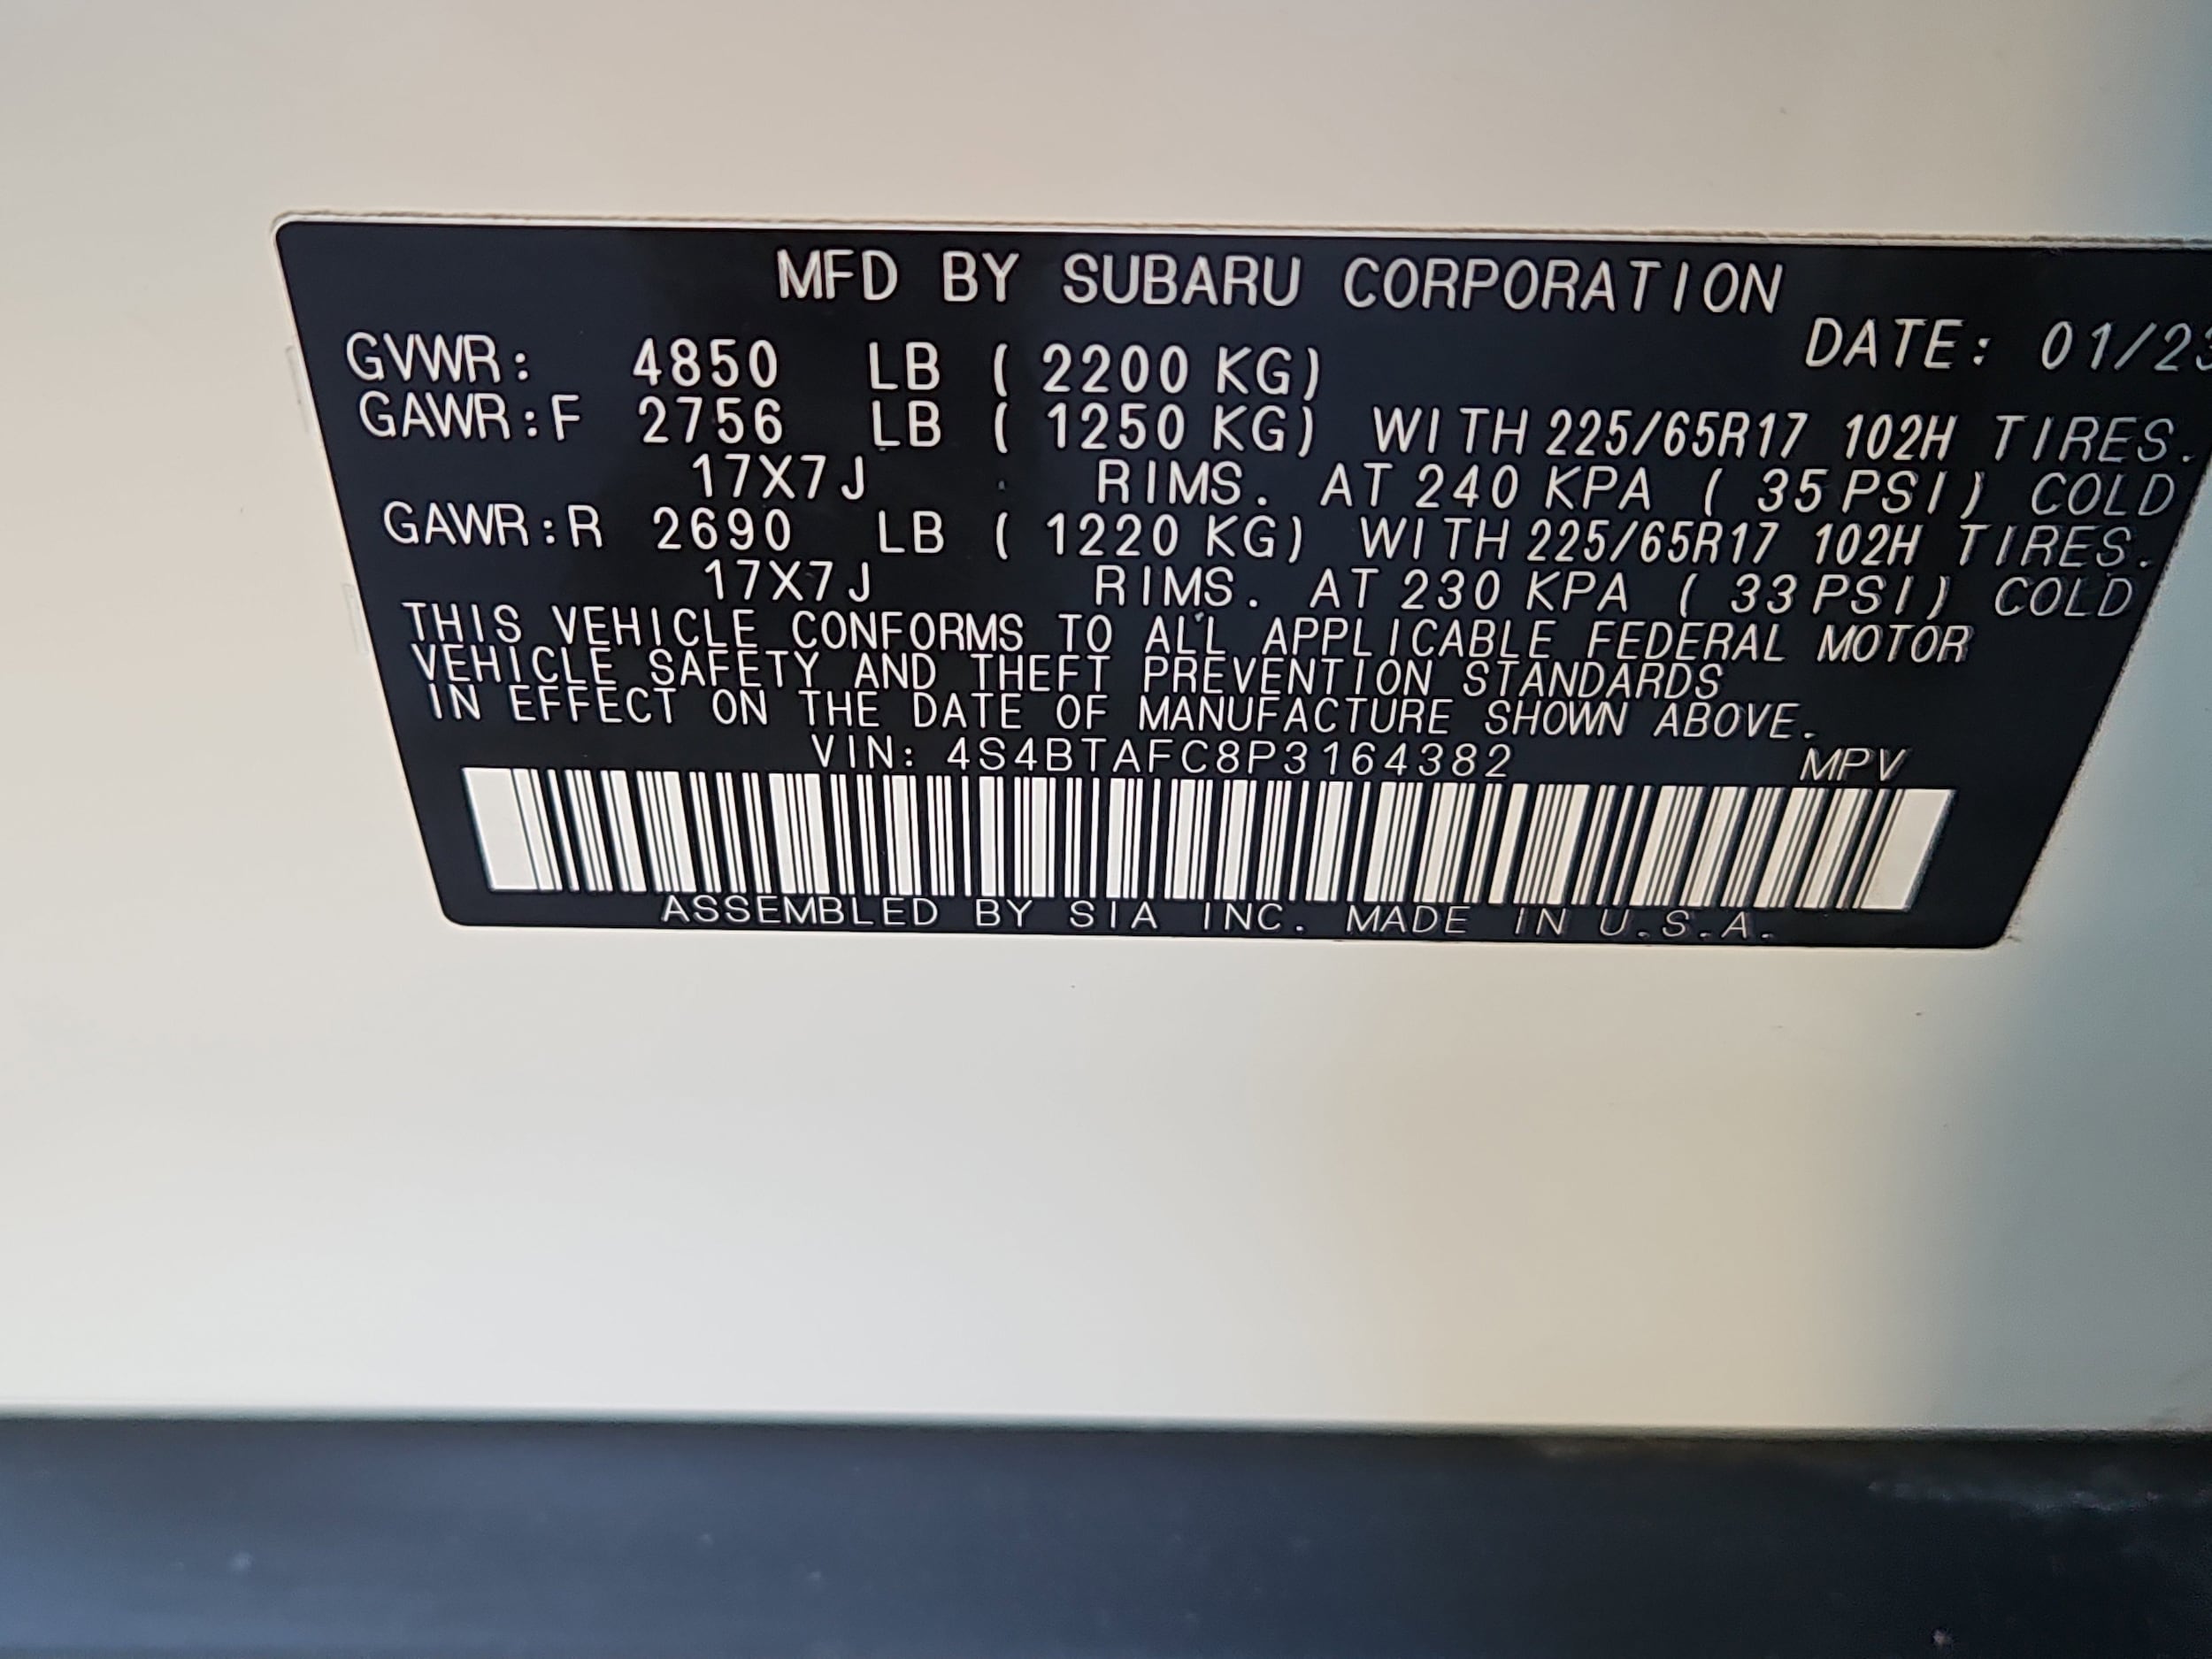 MFD BY SUBARU CORPORATION
DATE: 01/23
GVWR: 4850 LB ( 2200 KG)
GAWR:F 2756 LB ( 1250 KG) WITH 225/65R17 102H TIRES.
17X7J RIMS. AT 240 KPA ( 35 PSI) COLD
GAWR:R 2690 LB ( 1220 KG) WITH 225/65R17 102H TIRES.
17X7J RIMS. AT 230 KPA ( 33 PSI) COLD
THIS VEHICLE CONFORMS TO ALL APPLICABLE FEDERAL MOTOR
VEHICLE SAFETY AND THEFT PREVENTION STANDARDS
IN EFFECT ON THE DATE OF MANUFACTURE SHOWN ABOVE.
VIN: 4S4BTAFC8P3164382 MPV
ASSEMBLED BY SIA INC. MADE IN U.S.A.